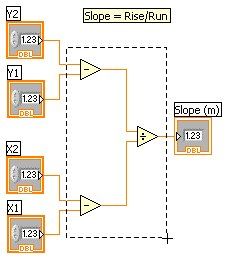 Y2
Slope = Rise/Run
1.23
DBL
Y1
1.23
DBL
Slope (m)
1.23
DBL
X2
1.23
DBL
X1
1.23
DBL